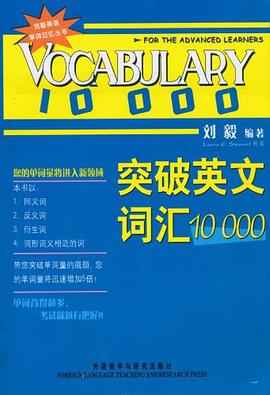 刘毅英语
单词记忆丛书
FOR THE ADVANCED LEARNERS
VOCABULARY
10 000
刘毅 编著
Laura E. Stewart 校订
您的单词量将进入新领域
突破英文
词汇10 000
本书以:
1. 同义词
2. 反义词
3. 衍生词
4. 词形词义相近的词
带您突破单词量的瓶颈, 您
的单词量将迅速增加5倍!
单词背得越多,
考试就越有把握!!
外语教学与研究出版社
FOREIGN LANGUAGE TEACHING AND RESEARCH PRESS